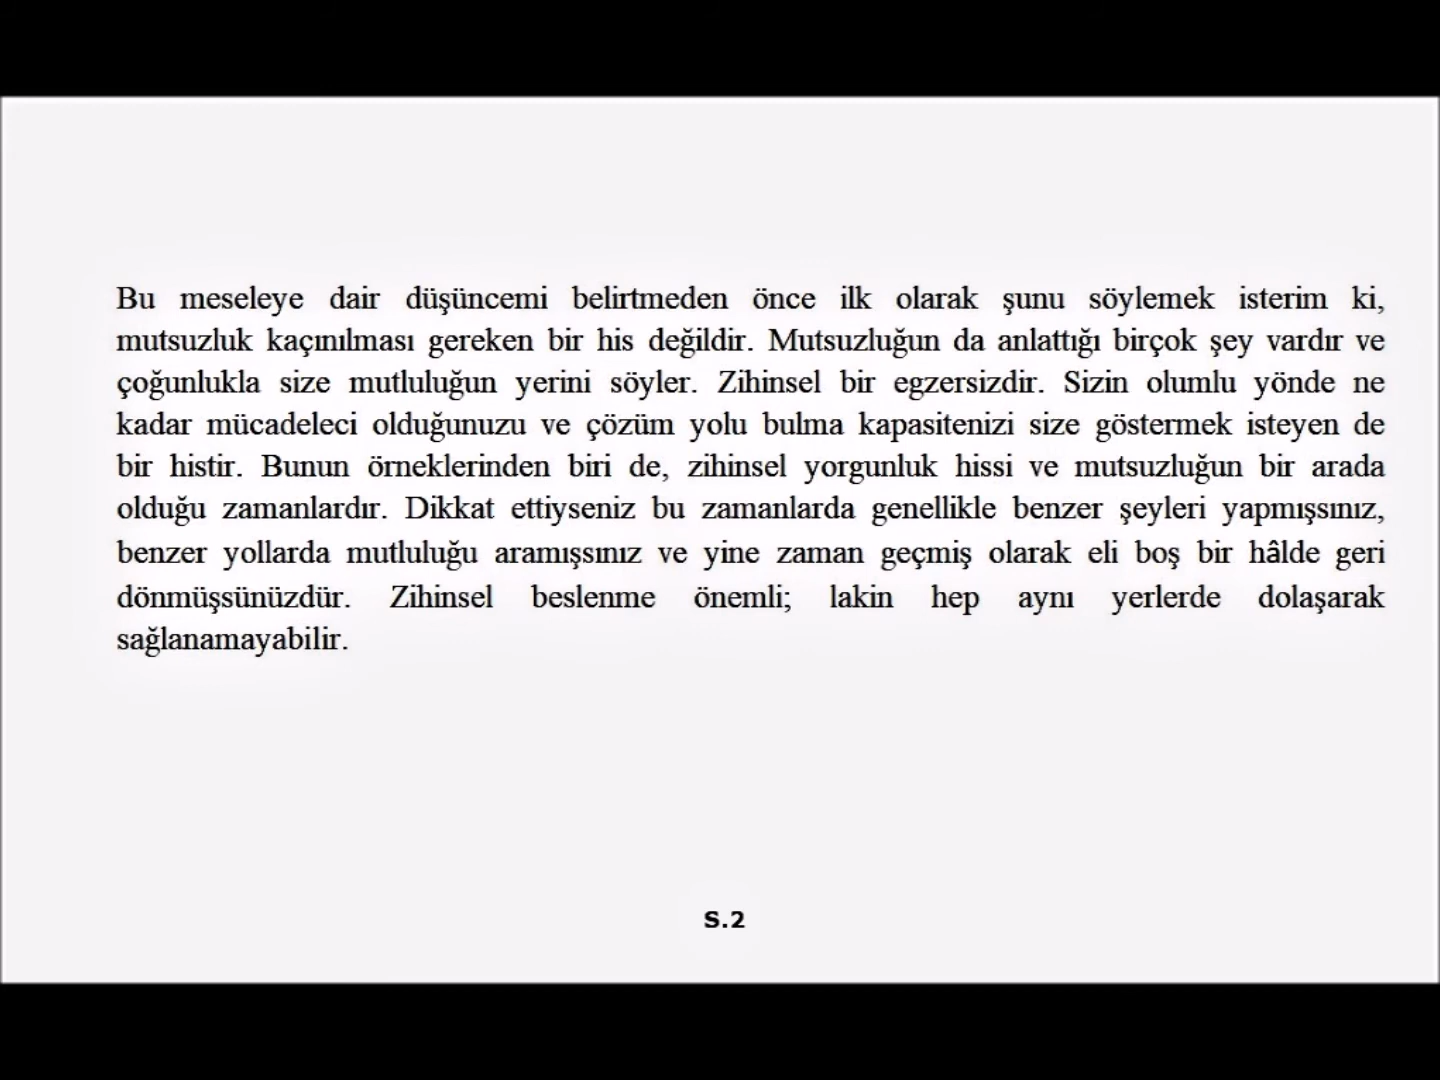 Bu meseleye dair düşüncemi belirtmeden önce ilk olarak şunu söylemek isterim ki,
mutsuzluk kaçınılması gereken bir his değildir. Mutsuzluğun da anlattığı birçok şey vardır ve
çoğunlukla size mutluluğun yerini söyler. Zihinsel bir egzersizdir. Sizin olumlu yönde ne
kadar mücadeleci olduğunuzu ve çözüm yolu bulma kapasitenizi size göstermek isteyen de
bir histir. Bunun örneklerinden biri de, zihinsel yorgunluk hissi ve mutsuzluğun bir arada
olduğu zamanlardır. Dikkat ettiyseniz bu zamanlarda genellikle benzer şeyleri yapmışsınız,
benzer yollarda mutluluğu aramışsınız ve yine zaman geçmiş olarak eli boş bir hâlde geri
dönmüşsünüzdür. Zihinsel beslenme önemli; lakin hep aynı yerlerde dolaşarak
sağlanamayabilir.
S.2